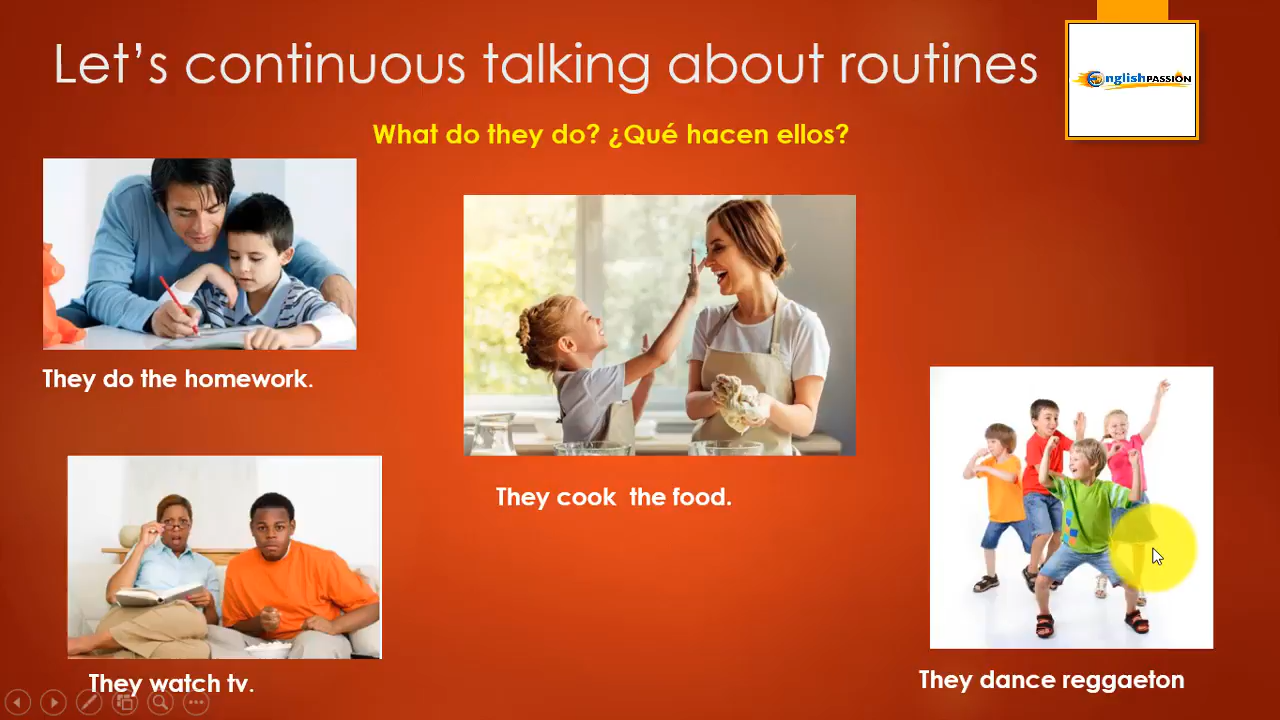 Let's continuous talking about routines
EnglishPASSION
What do they do? ¿Qué hacen ellos?
They do the homework.
They cook the food.
They watch tv.
They dance reggaeton